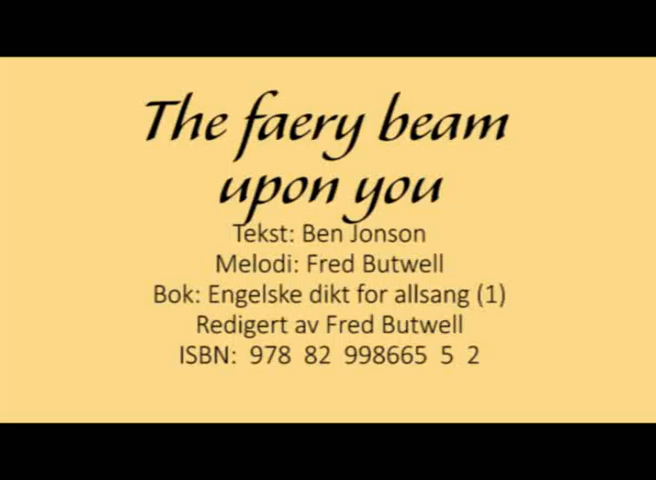 The faery beam
upon you
Tekst: Ben Jonson
Melodi: Fred Butwell
Bok: Engelske dikt for allsang (1)
Redigert av Fred Butwell
ISBN: 978 82 998665 5 2